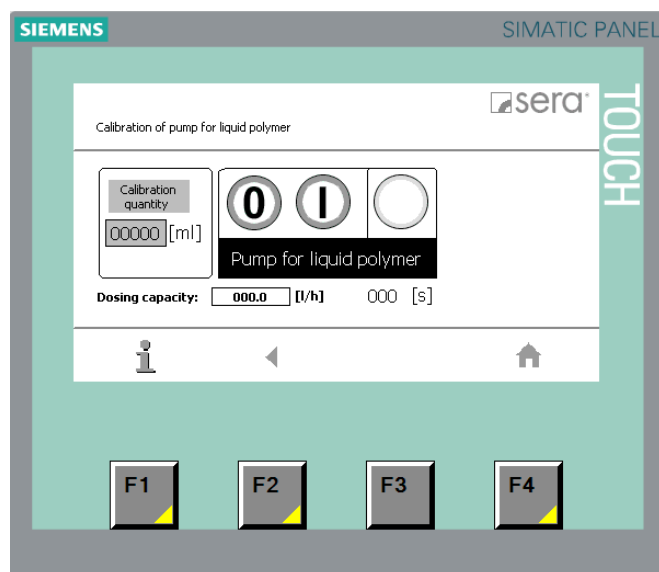 SIEMENS
SIMATIC PANEL
TOUCH
sera
Calibration of pump for liquid polymer
Calibration
quantity
00000 [ml]
0 I
Pump for liquid polymer
Dosing capacity: 000.0 [l/h] 000 [s]
i
F1 F2 F3 F4